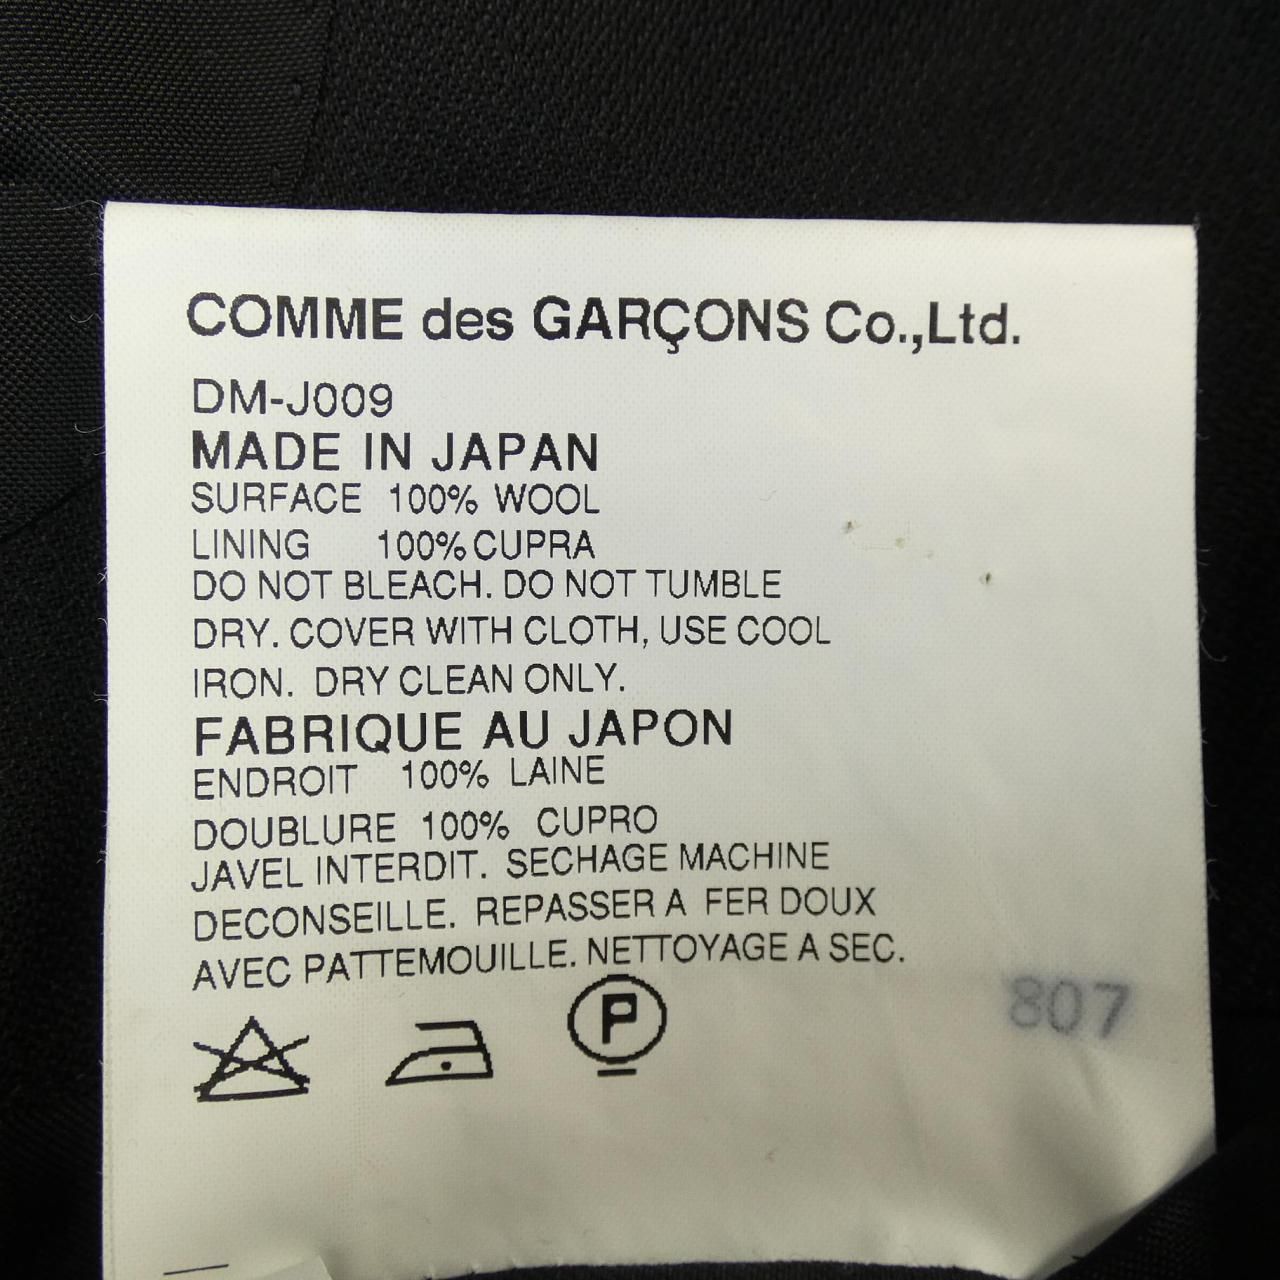 COMME des GARÇONS Co.,Ltd.
DM-J009
MADE IN JAPAN
SURFACE 100% WOOL
LINING 100% CUPRA
DO NOT BLEACH. DO NOT TUMBLE
DRY. COVER WITH CLOTH, USE COOL
IRON. DRY CLEAN ONLY.
FABRIQUE AU JAPON
ENDROIT 100% LAINE
DOUBLURE 100% CUPRO
JAVEL INTERDIT. SECHAGE MACHINE
DECONSEILLE. REPASSER A FER DOUX
AVEC PATTEMOUILLE. NETTOYAGE A SEC.
P
807